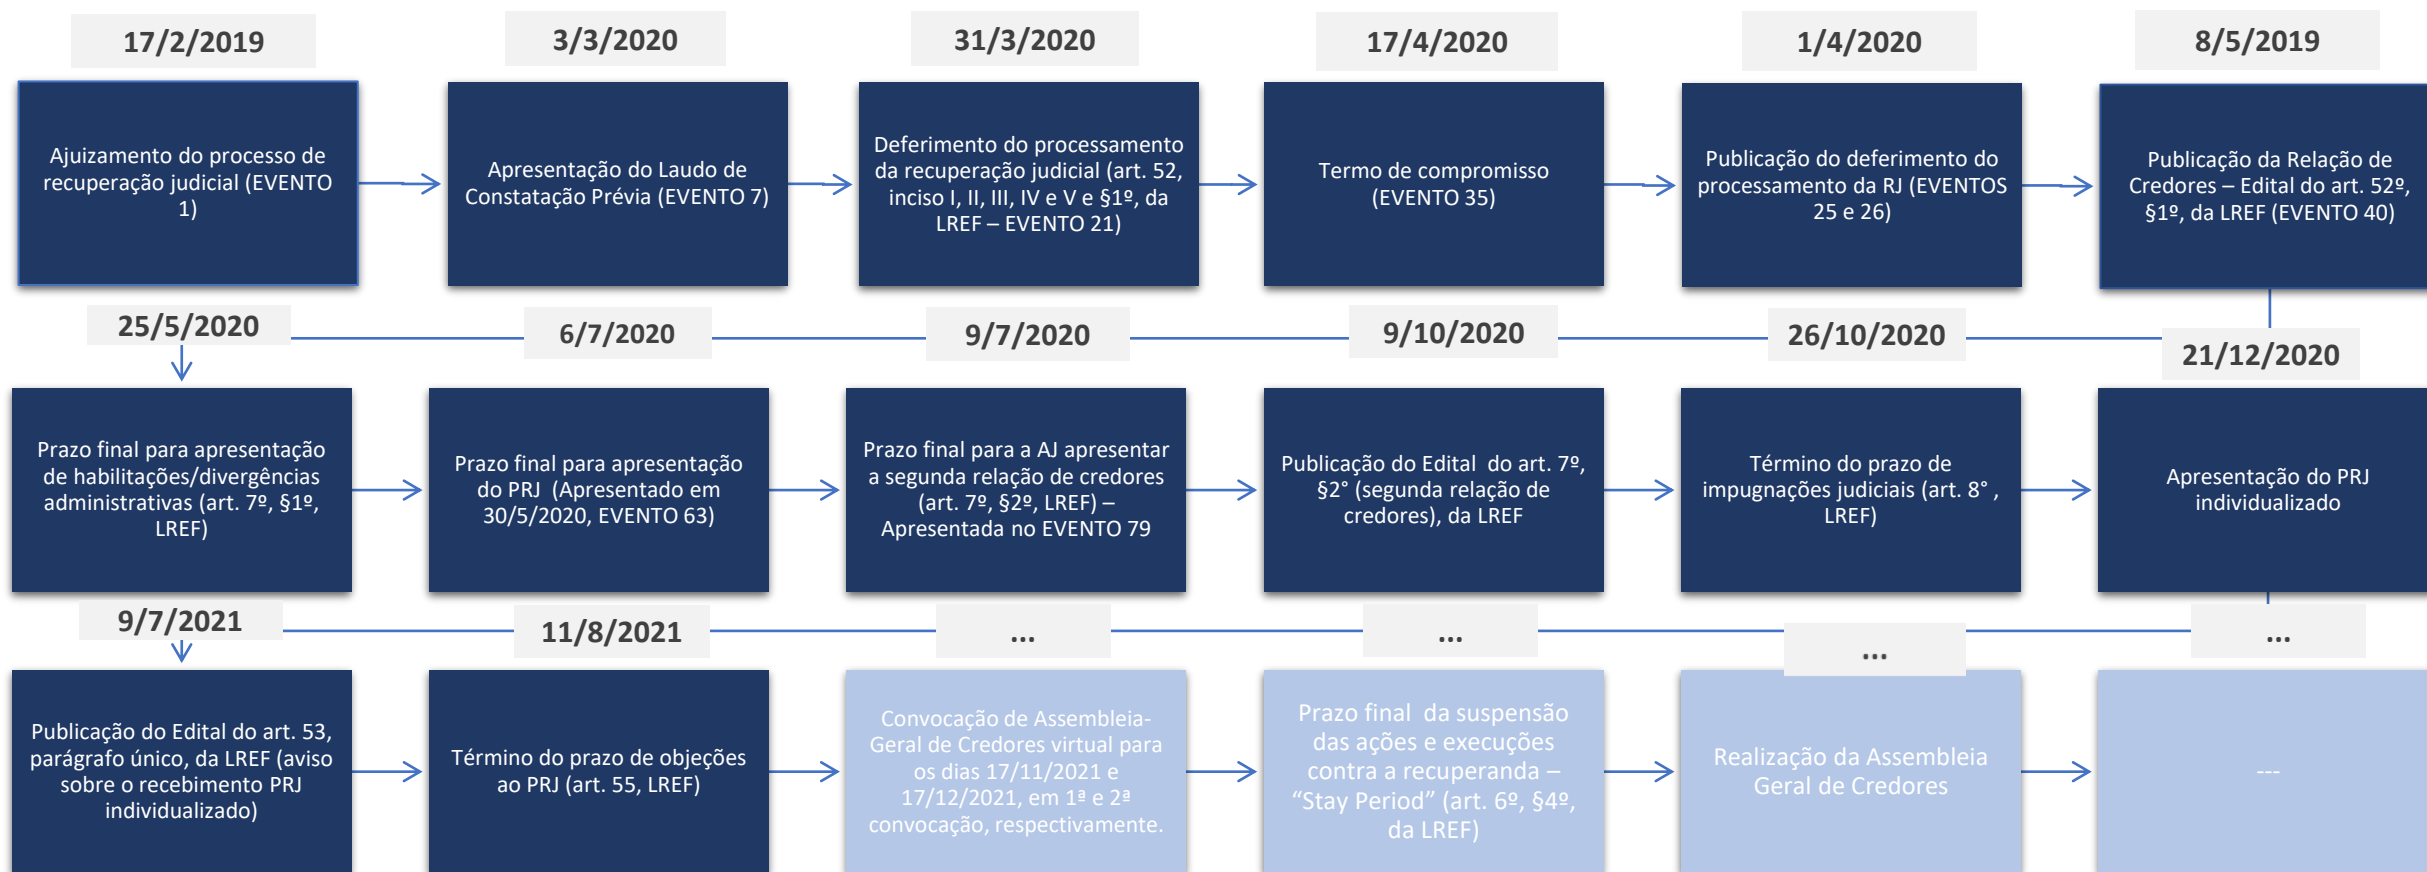 17/2/2019
Ajuizamento do processo de
recuperação judicial (EVENTO
1)
3/3/2020
Apresentação do Laudo de
Constatação Prévia (EVENTO 7)
31/3/2020
Deferimento do processamento
da recuperação judicial (art. 52,
inciso I, II, III, IV e V e §1º, da
LREF – EVENTO 21)
17/4/2020
Termo de compromisso
(EVENTO 35)
1/4/2020
Publicação do deferimento do
processamento da RJ (EVENTOS
25 e 26)
8/5/2019
Publicação da Relação de
Credores – Edital do art. 52º,
§1º, da LREF (EVENTO 40)
25/5/2020
Prazo final para apresentação
de habilitações/divergências
administrativas (art. 7º, §1º,
LREF)
6/7/2020
Prazo final para apresentação
do PRJ (Apresentado em
30/5/2020, EVENTO 63)
9/7/2020
Prazo final para a AJ apresentar
a segunda relação de credores
(art. 7º, §2º, LREF) –
Apresentada no EVENTO 79
9/10/2020
Publicação do Edital do art. 7º,
§2° (segunda relação de
credores), da LREF
26/10/2020
Término do prazo de
impugnações judiciais (art. 8° ,
LREF)
21/12/2020
Apresentação do PRJ
individualizado
9/7/2021
Publicação do Edital do art. 53,
parágrafo único, da LREF (aviso
sobre o recebimento PRJ
individualizado)
11/8/2021
Término do prazo de objeções
ao PRJ (art. 55, LREF)
...
Convocação de Assembleia-
Geral de Credores virtual para
os dias 17/11/2021 e
17/12/2021, em 1ª e 2ª
convocação, respectivamente.
...
Prazo final da suspensão
das ações e execuções
contra a recuperanda –
“Stay Period” (art. 6º, §4º,
da LREF)
...
Realização da Assembleia
Geral de Credores
...
---